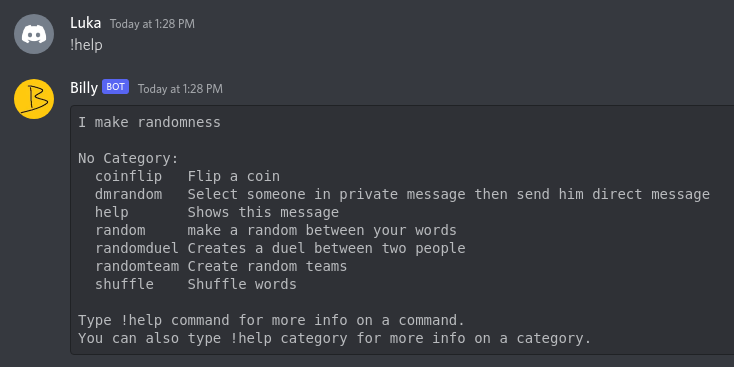 Luka Today at 1:28 PM
!help
B
Billy BOT Today at 1:28 PM
I make randomness
No Category:
coinflip Flip a coin
dmrandom Select someone in private message then send him direct message
help Shows this message
random make a random between your words
randomduel Creates a duel between two people
randomteam Create random teams
shuffle Shuffle words
Type !help command for more info on a command.
You can also type !help category for more info on a category.